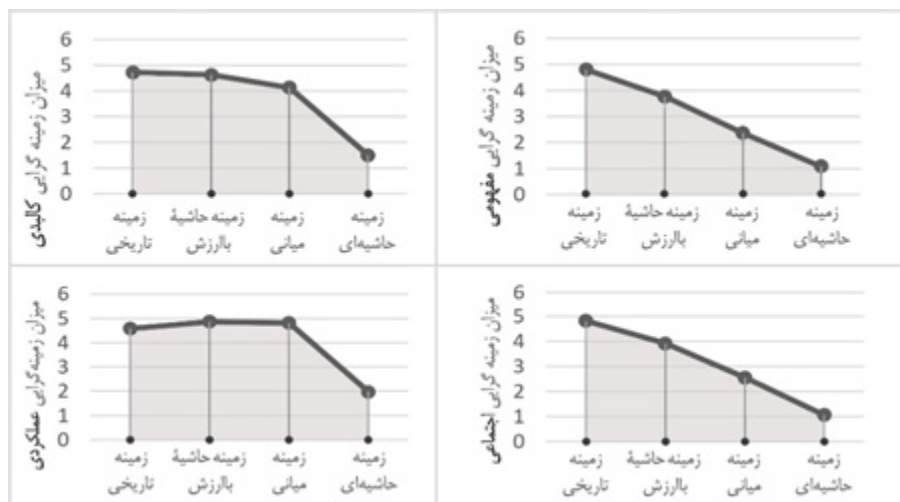 میزان زمینه گرایی کالبدی
6
5
4
3
2
1
0
زمینه تاریخی
زمینه حاشیهٔ باارزش
زمینه میانی
زمینه حاشیه‌ای
میزان زمینه گرایی مفهومی
6
5
4
3
2
1
0
زمینه تاریخی
زمینه حاشیهٔ باارزش
زمینه میانی
زمینه حاشیه‌ای
میزان زمینه‌گرایی عملکردی
6
5
4
3
2
1
0
زمینه تاریخی
زمینه حاشیهٔ باارزش
زمینه میانی
زمینه حاشیه‌ای
میزان زمینه گرایی اجتماعی
6
5
4
3
2
1
0
زمینه تاریخی
زمینه حاشیهٔ باارزش
زمینه میانی
زمینه حاشیه‌ای